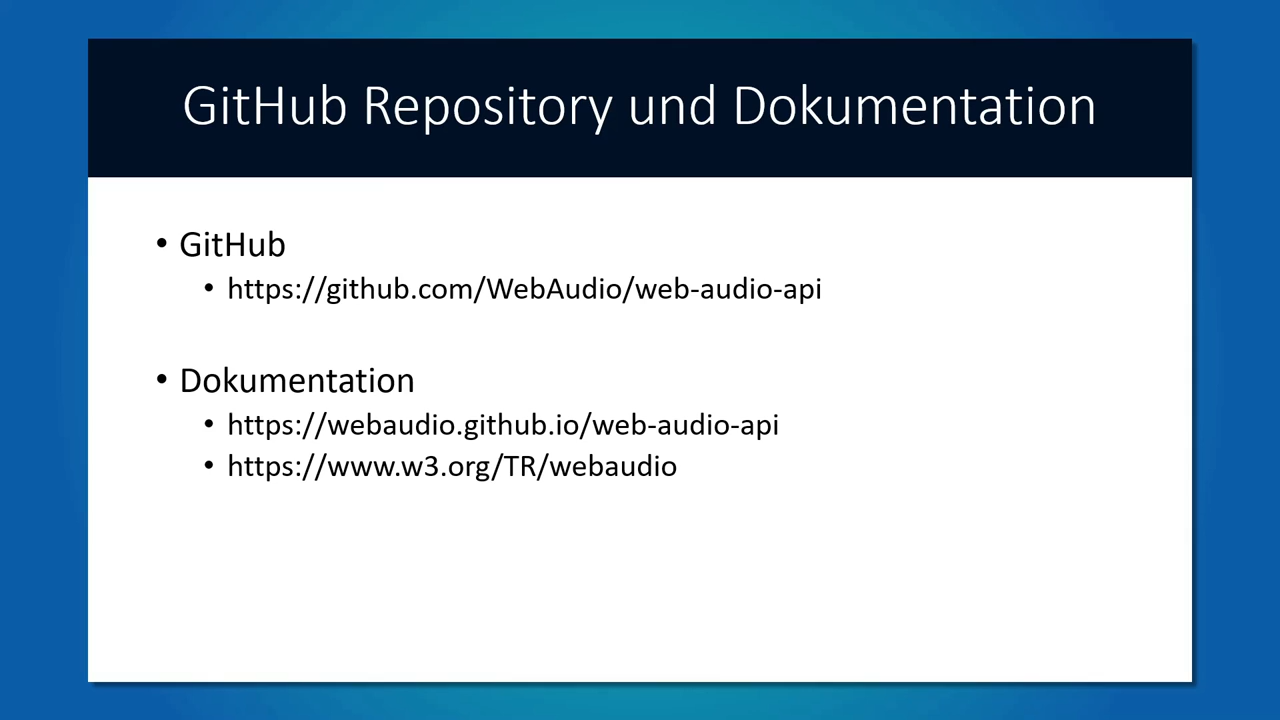 GitHub Repository und Dokumentation
• GitHub
• https://github.com/WebAudio/web-audio-api
• Dokumentation
• https://webaudio.github.io/web-audio-api
• https://www.w3.org/TR/webaudio